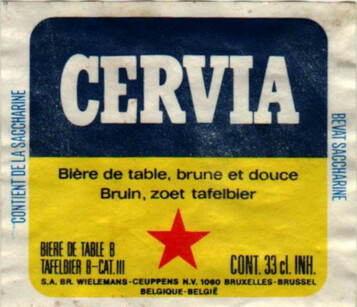 CERVIA
Bière de table, brune et douce
Bruin, zoet tafelbier
CONTIENT DE LA SACCHARINE
BEVAT SACCHARINE
BIERE DE TABLE B
TAFELBIER B-CAT.III
CONT. 33 cl. INH.
S.A. BR. WIELEMANS-CEUPPENS N.V. 1060 BRUXELLES-BRUSSEL
BELGIQUE-BELGIË